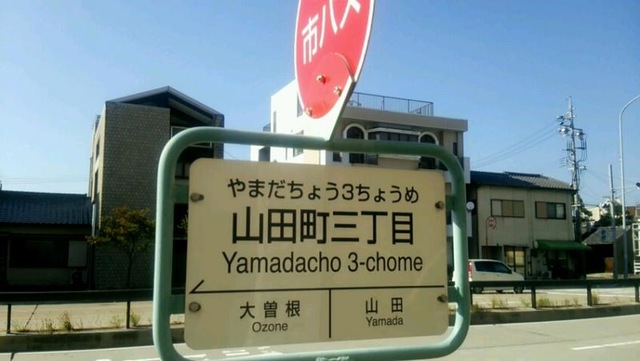 市バス
やまだちょう3ちょうめ
山田町三丁目
Yamadacho 3-chome
大曽根 山田
Ozone Yamada